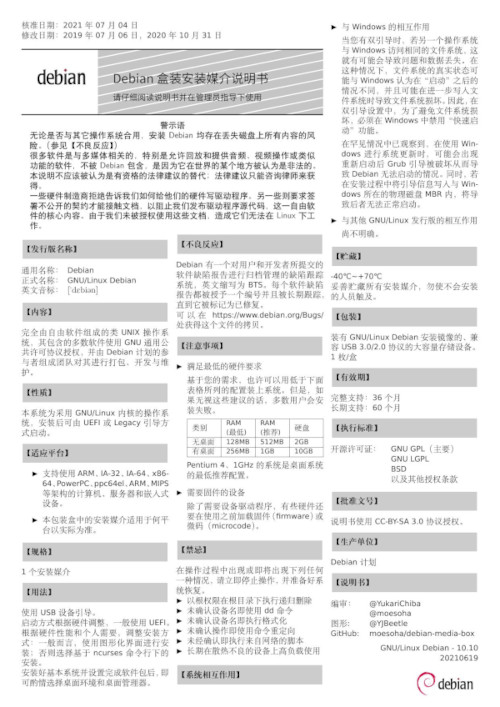 核准日期：2021 年 07 月 04 日
修改日期：2019 年 07 月 06 日，2020 年 10 月 31 日
debian
Debian 盒装安装媒介说明书
请仔细阅读说明书并在管理员指导下使用
警示语
无论是否与其它操作系统合用，安装 Debian 均存在丢失磁盘上所有内容的风
险。（参见【不良反应】）
很多软件是与多媒体相关的，特别是允许回放和提供音频、视频操作或类似
功能的软件，不被 Debian 包含，是因为它在世界的某个地方被认为是非法的。
本说明不应该被认为是有资格的法律建议的替代：法律建议只能咨询律师来获
得。
一些硬件制造商拒绝告诉我们如何给他们的硬件写驱动程序，另一些则要求签
署不公开的契约才能接触文档，以阻止我们发布驱动程序源代码，这一自由软
件的核心内容。由于我们未被授权使用这些文档，造成它们无法在 Linux 下工
作。
【发行版名称】
通用名称： Debian
正式名称： GNU/Linux Debian
英文音标： [ˈdɛbiən]
【内容】
完全由自由软件组成的类 UNIX 操作系
统，其包含的多数软件使用 GNU 通用公
共许可协议授权，并由 Debian 计划的参
与者组成团队对其进行打包、开发与维
护。
【性质】
本系统为采用 GNU/Linux 内核的操作系
统，安装后可由 UEFI 或 Legacy 引导方
式启动。
【适应平台】
▶ 支持使用 ARM、IA-32、IA-64、x86-
64、PowerPC、ppc64el、ARM、MIPS
等架构的计算机、服务器和嵌入式
设备。
▶ 本包装盒中的安装媒介适用于何平
台以实际为准。
【规格】
1 个安装媒介
【用法】
使用 USB 设备引导。
启动方式根据硬件调整，一般使用 UEFI。
根据硬件性能和个人需要，调整安装方
式：一般而言，使用图形化界面进行安
装；否则选择基于 ncurses 命令行下的
安装。
安装好基本系统并设置完成软件包后，即
可酌情选择桌面环境和桌面管理器。
【不良反应】
Debian 有一个对用户和开发者所提交的
软件缺陷报告进行归档管理的缺陷跟踪
系统，英文缩写为 BTS。每个软件缺陷
报告都被授予一个编号并且被长期跟踪，
直到它被标记为已修复。
可以在 https://www.debian.org/Bugs/
处获得这个文件的拷贝。
【注意事项】
▶ 满足最低的硬件要求
基于您的需求，也许可以用低于下面
表格所列的配置装上系统。但是，如
果无视这些建议的话，多数用户会安
装失败。
类别 RAM (最低) RAM (推荐) 硬盘
无桌面 128MB 512MB 2GB
有桌面 256MB 1GB 10GB
Pentium 4、1GHz 的系统是桌面系统
的最低推荐配置。
▶ 需要固件的设备
除了需要设备驱动程序，有些硬件还
要在使用之前加载固件（firmware）或
微码（microcode）。
【禁忌】
在操作过程中出现或即将出现下列任何
一种情况，请立即停止操作，并准备好系
统恢复。
▶ 以根权限在根目录下执行递归删除
▶ 未确认设备名即使用 dd 命令
▶ 未确认设备名即执行格式化
▶ 未确认操作即使用命令重定向
▶ 未经确认即执行来自网络的脚本
▶ 长期在散热不良的设备上高负载使用
【系统相互作用】
▶ 与 Windows 的相互作用
当您有双引导时，若另一个操作系统
与 Windows 访问相同的文件系统，这
就有可能会导致问题和数据丢失。在
这种情况下，文件系统的真实状态可
能与 Windows 认为在“启动”之后的
情况不同，并且可能在进一步写入文
件系统时导致文件系统损坏。因此，在
双引导设置中，为了避免文件系统损
坏，必须在 Windows 中禁用“快速启
动”功能。
在罕见情况中已观察到，在使用 Win-
dows 进行系统更新时，可能会出现
重新启动后 Grub 引导被破坏从而导
致 Debian 无法启动的情况。同时，若
在安装过程中将引导信息写入与 Win-
dows 所在的物理磁盘 MBR 内，将导
致后者无法正常启动。
▶ 与其他 GNU/Linux 发行版的相互作用
尚不明确。
【贮藏】
-40℃~+70℃
妥善贮藏所有安装媒介，勿使不会安装
的人员触及。
【包装】
装有 GNU/Linux Debian 安装镜像的、兼
容 USB 3.0/2.0 协议的大容量存储设备。
1 枚/盒
【有效期】
完整支持：36 个月
长期支持：60 个月
【执行标准】
开源许可证： GNU GPL（主要）
GNU LGPL
BSD
以及其他授权条款
【批准文号】
说明书使用 CC-BY-SA 3.0 协议授权。
【生产单位】
Debian 计划
【说明书】
编审： @YukariChiba
@moesoha
图形： @YJBeetle
GitHub: moesoha/debian-media-box
GNU/Linux Debian - 10.10
20210619
debian